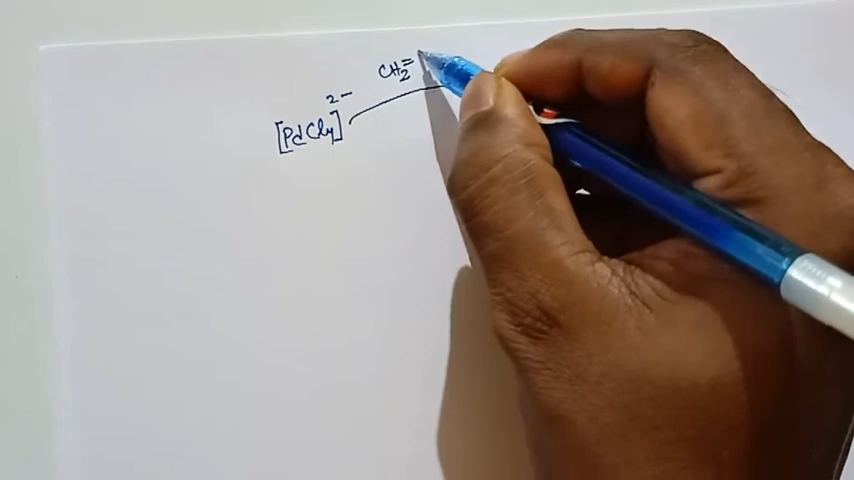 CH₂=
[PdCl₄]²⁻